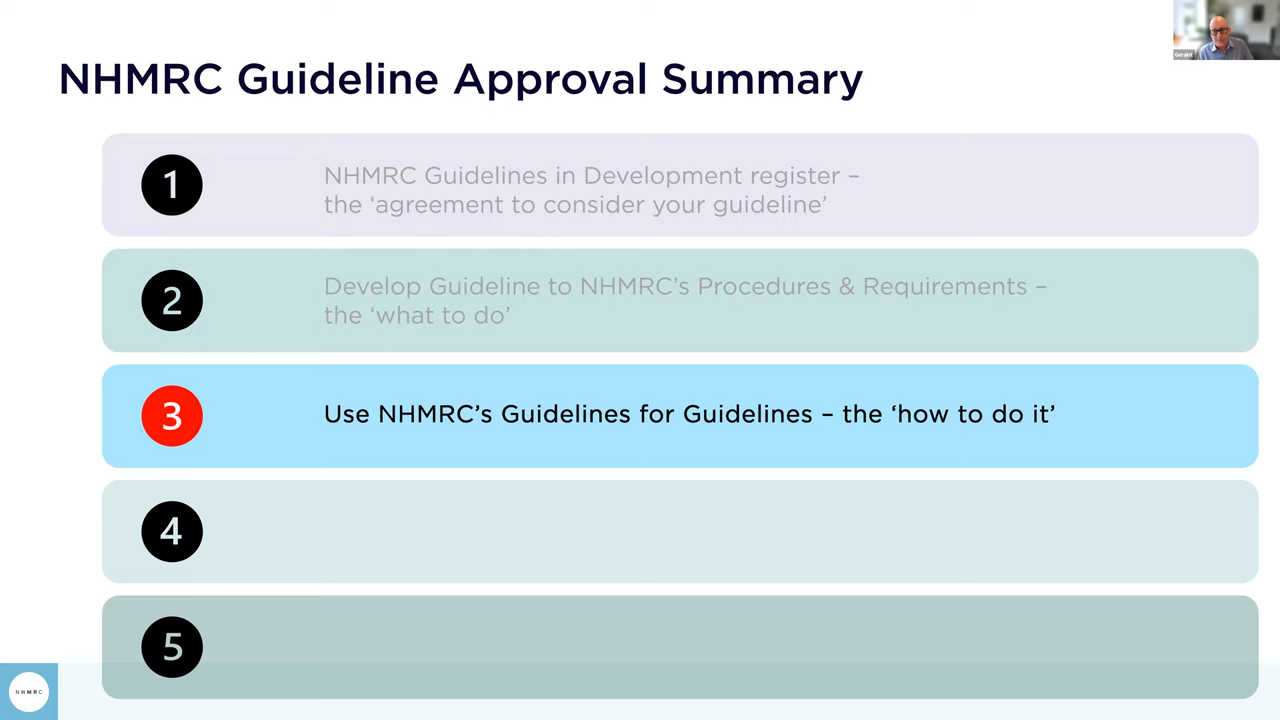 Geraint
NHMRC Guideline Approval Summary
1
NHMRC Guidelines in Development register –
the ‘agreement to consider your guideline’
2
Develop Guideline to NHMRC’s Procedures & Requirements –
the ‘what to do’
3
Use NHMRC’s Guidelines for Guidelines – the ‘how to do it’
4
5
NHMRC